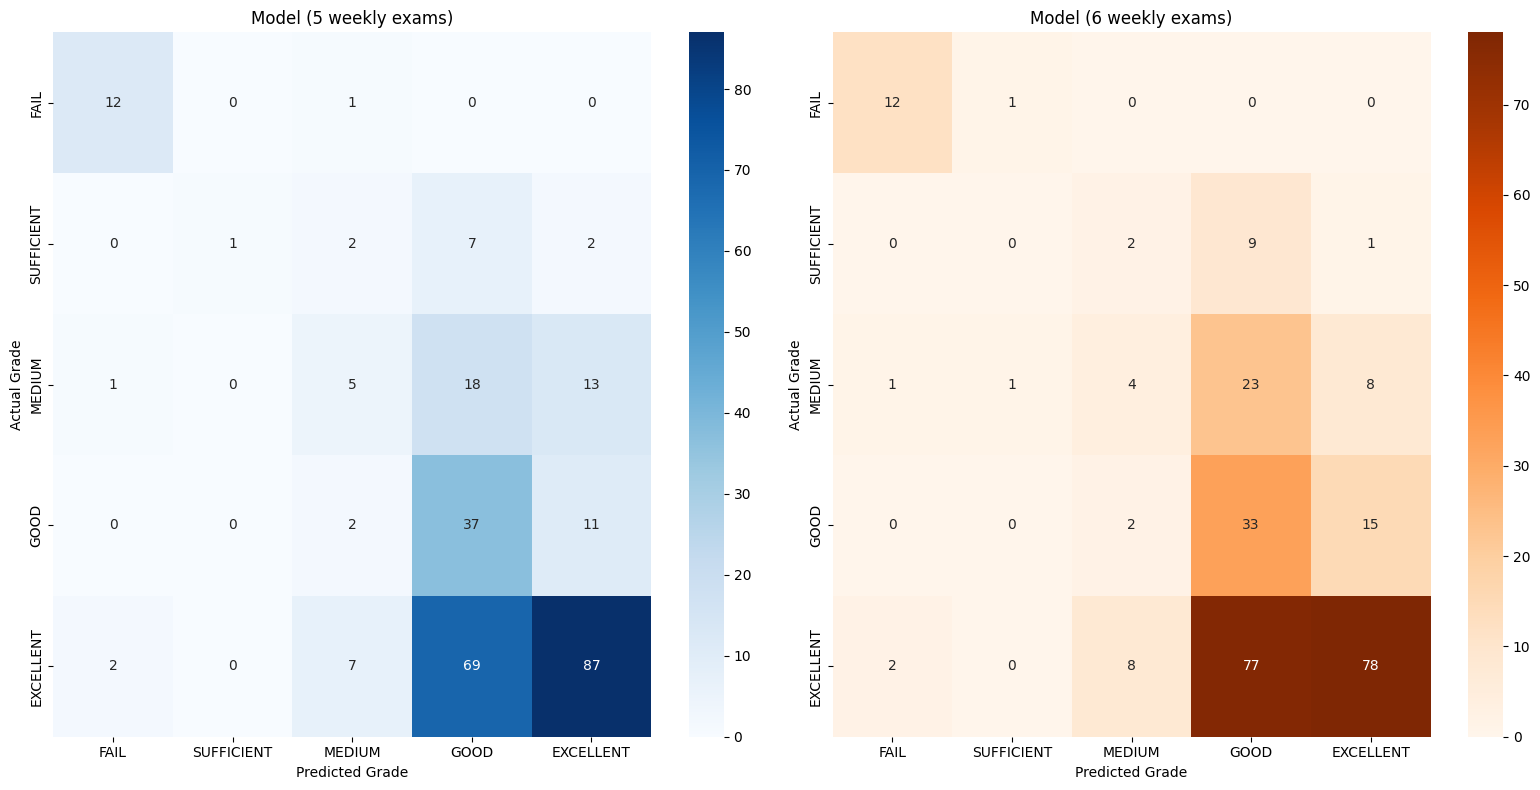 Model (5 weekly exams)
Actual Grade
FAIL
12 0 1 0 0
SUFFICIENT
0 1 2 7 2
MEDIUM
1 0 5 18 13
GOOD
0 0 2 37 11
EXCELLENT
2 0 7 69 87
FAIL SUFFICIENT MEDIUM GOOD EXCELLENT
Predicted Grade
80
70
60
50
40
30
20
10
0
Model (6 weekly exams)
Actual Grade
FAIL
12 1 0 0 0
SUFFICIENT
0 0 2 9 1
MEDIUM
1 1 4 23 8
GOOD
0 0 2 33 15
EXCELLENT
2 0 8 77 78
FAIL SUFFICIENT MEDIUM GOOD EXCELLENT
Predicted Grade
70
60
50
40
30
20
10
0